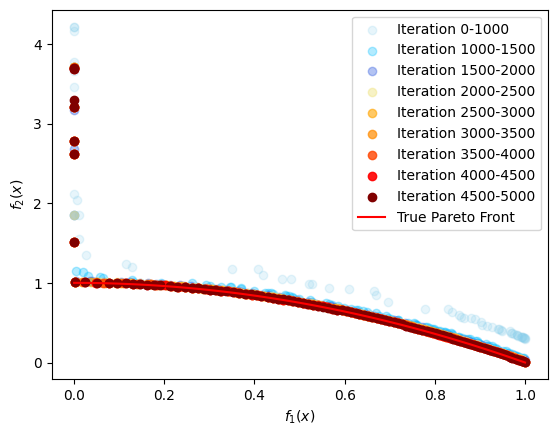 4
3
2
1
0
f₂(x)
0.0 0.2 0.4 0.6 0.8 1.0
f₁(x)
Iteration 0-1000
Iteration 1000-1500
Iteration 1500-2000
Iteration 2000-2500
Iteration 2500-3000
Iteration 3000-3500
Iteration 3500-4000
Iteration 4000-4500
Iteration 4500-5000
True Pareto Front